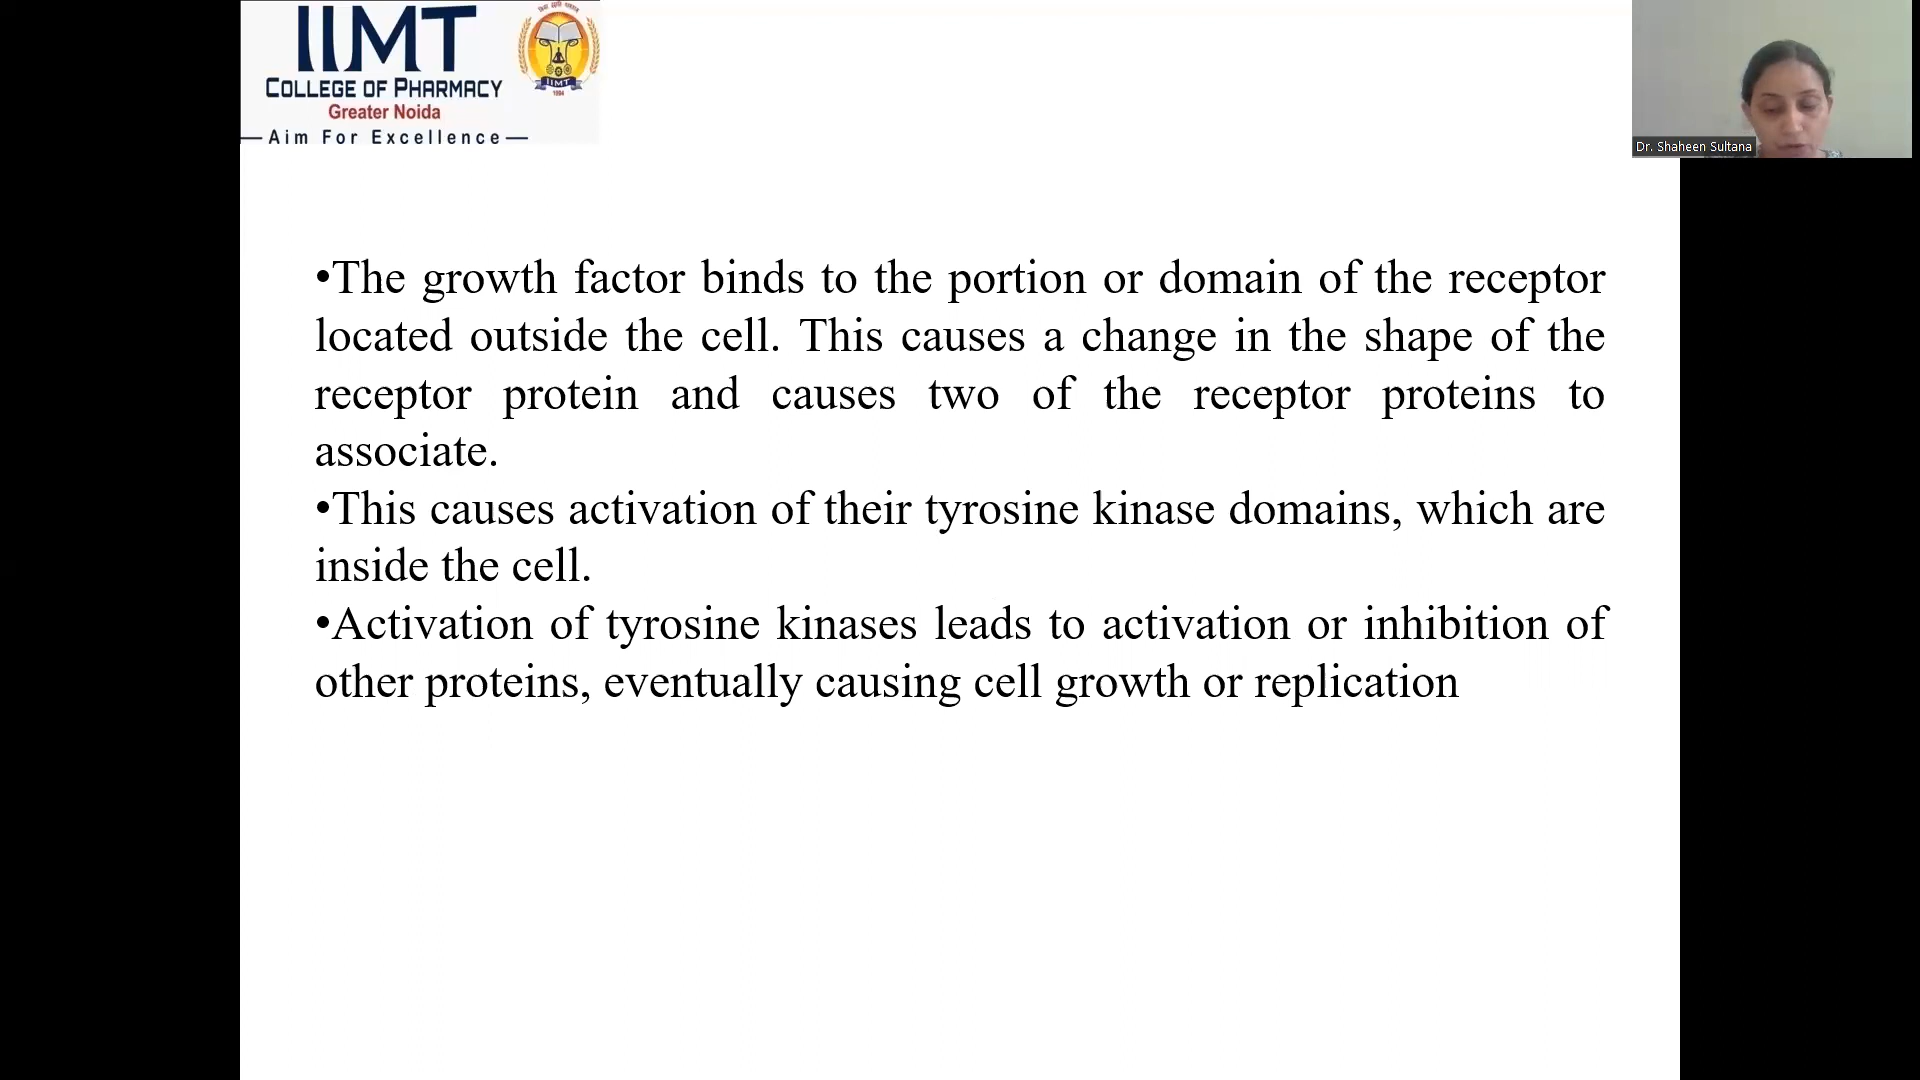 IIMT
COLLEGE OF PHARMACY
Greater Noida
—Aim For Excellence—
IIMT
1994
Dr. Shaheen Sultana
•The growth factor binds to the portion or domain of the receptor
located outside the cell. This causes a change in the shape of the
receptor protein and causes two of the receptor proteins to
associate.
•This causes activation of their tyrosine kinase domains, which are
inside the cell.
•Activation of tyrosine kinases leads to activation or inhibition of
other proteins, eventually causing cell growth or replication